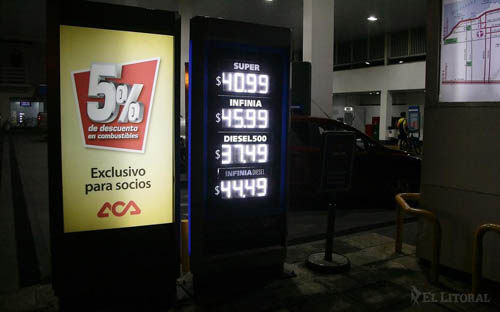 5%
de descuento
en combustibles
Exclusivo
para socios
ACA
SUPER
$40.99
INFINIA
$45.99
DIESEL500
$37.49
INFINIA DIESEL
$44.49
EL LITORAL